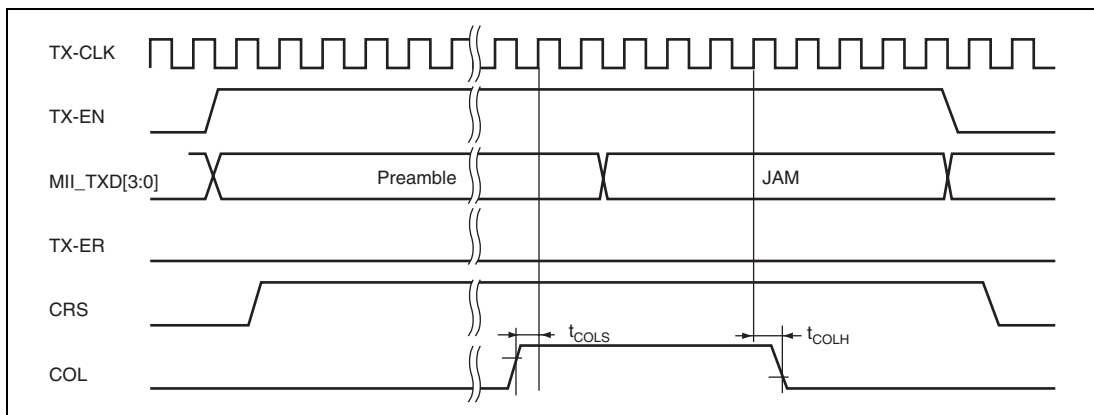 TX-CLK
TX-EN
MII_TXD[3:0]
Preamble
JAM
TX-ER
CRS
tCOLS
tCOLH
COL